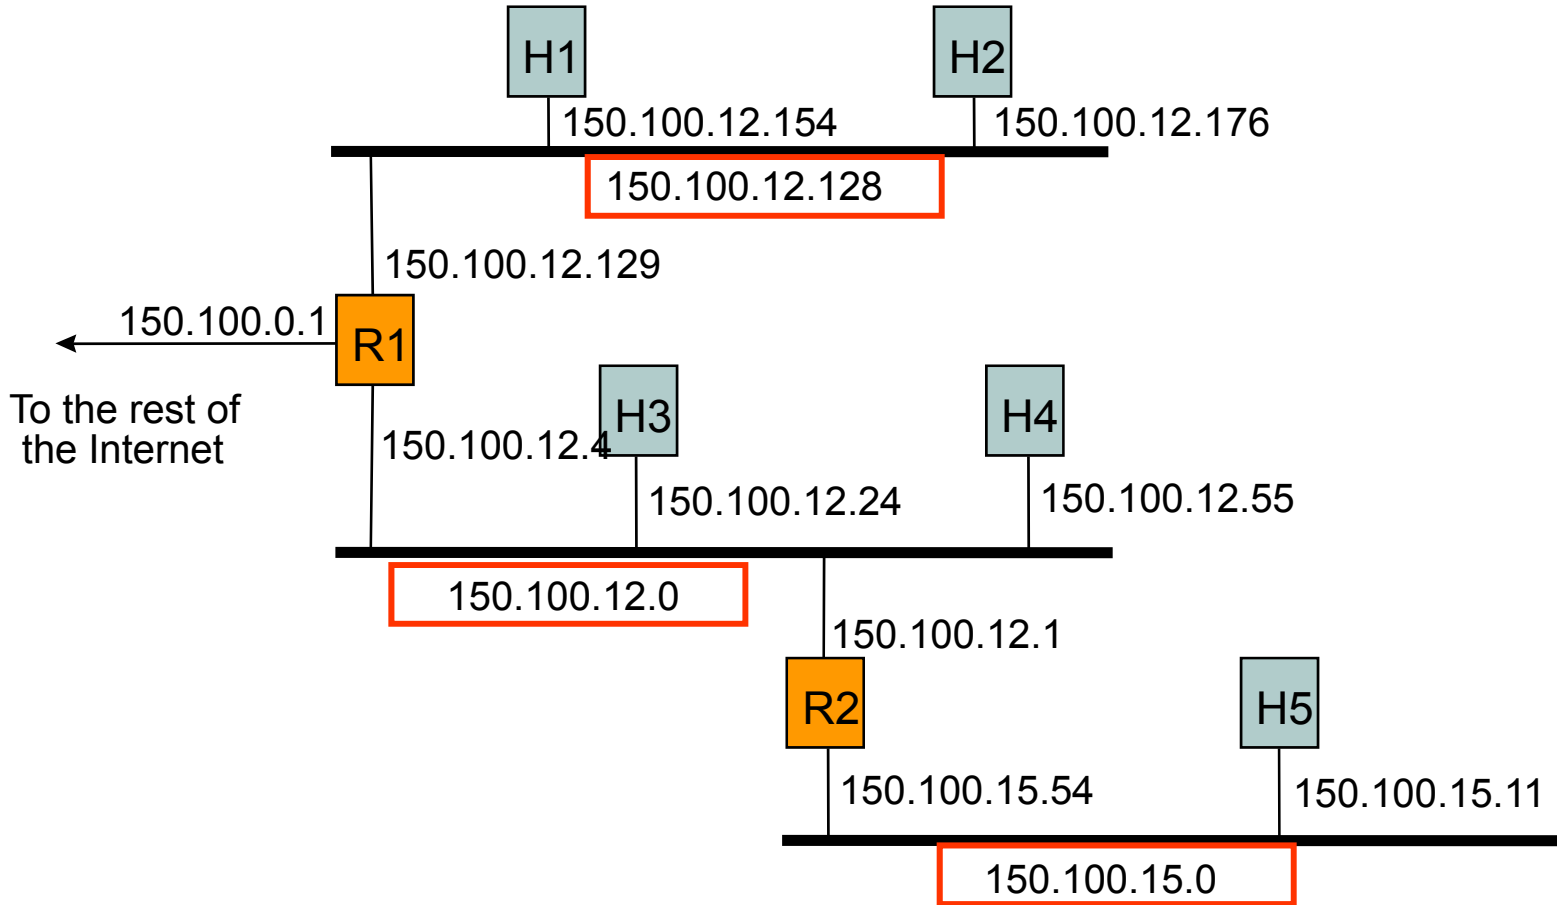 H1
H2
150.100.12.154
150.100.12.176
150.100.12.128
150.100.12.129
150.100.0.1
R1
To the rest of
the Internet
150.100.12.4
H3
H4
150.100.12.24
150.100.12.55
150.100.12.0
150.100.12.1
R2
H5
150.100.15.54
150.100.15.11
150.100.15.0